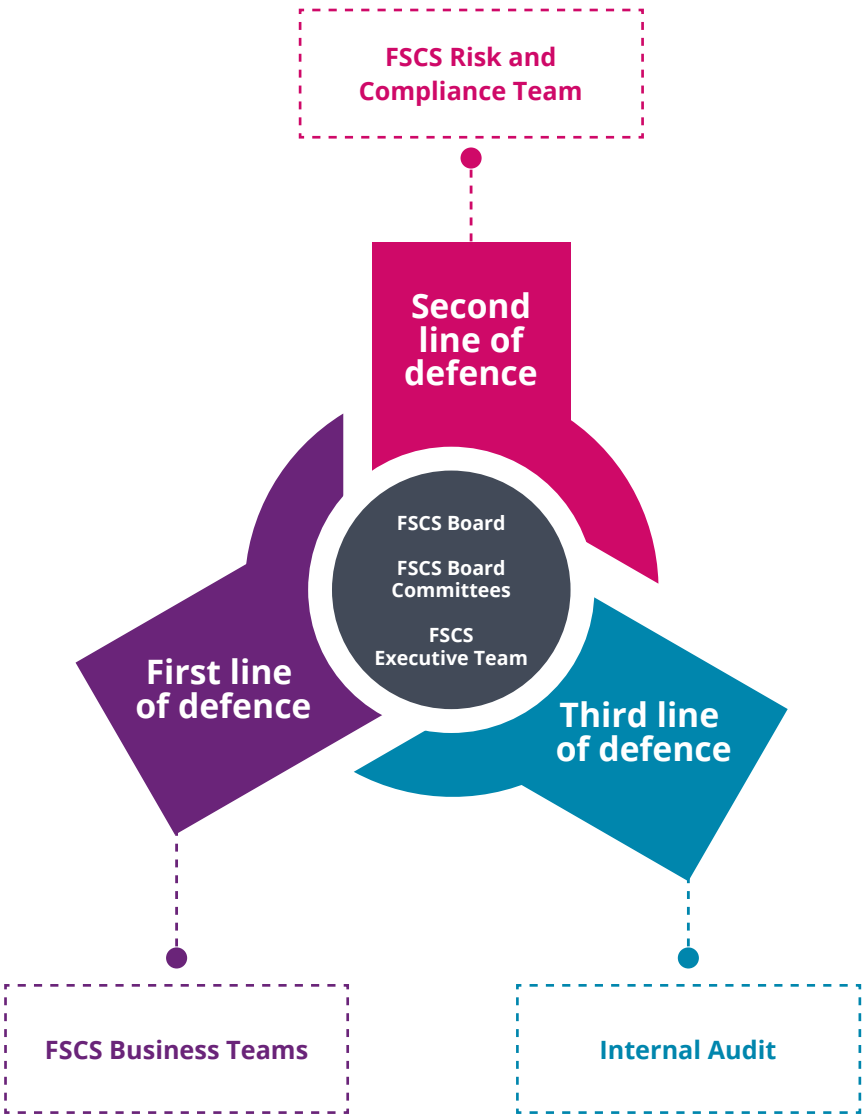 FSCS Risk and
Compliance Team
Second
line of
defence
FSCS Board
FSCS Board
Committees
FSCS
Executive Team
First line
of defence
Third line
of defence
FSCS Business Teams
Internal Audit